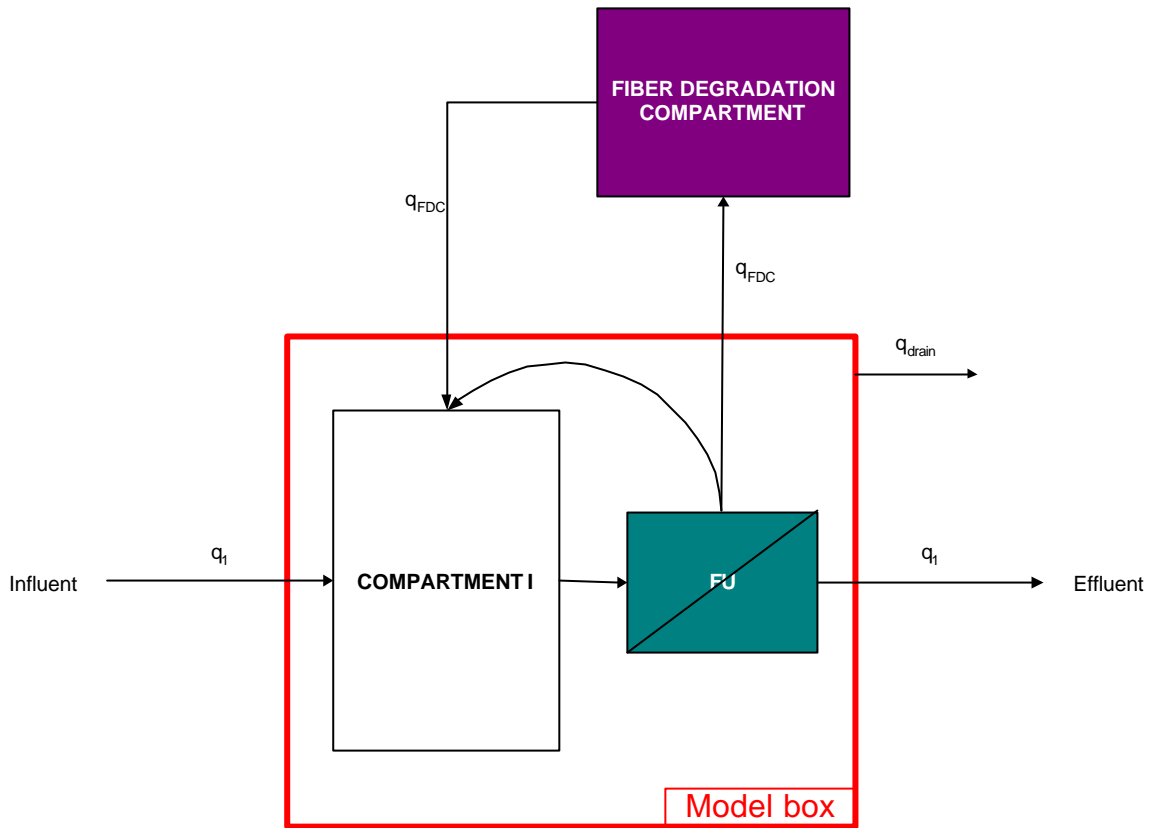 FIBER DEGRADATION
COMPARTMENT
qFDC
qFDC
qdrain
q1
Influent
COMPARTMENT I
FU
q1
Effluent
Model box